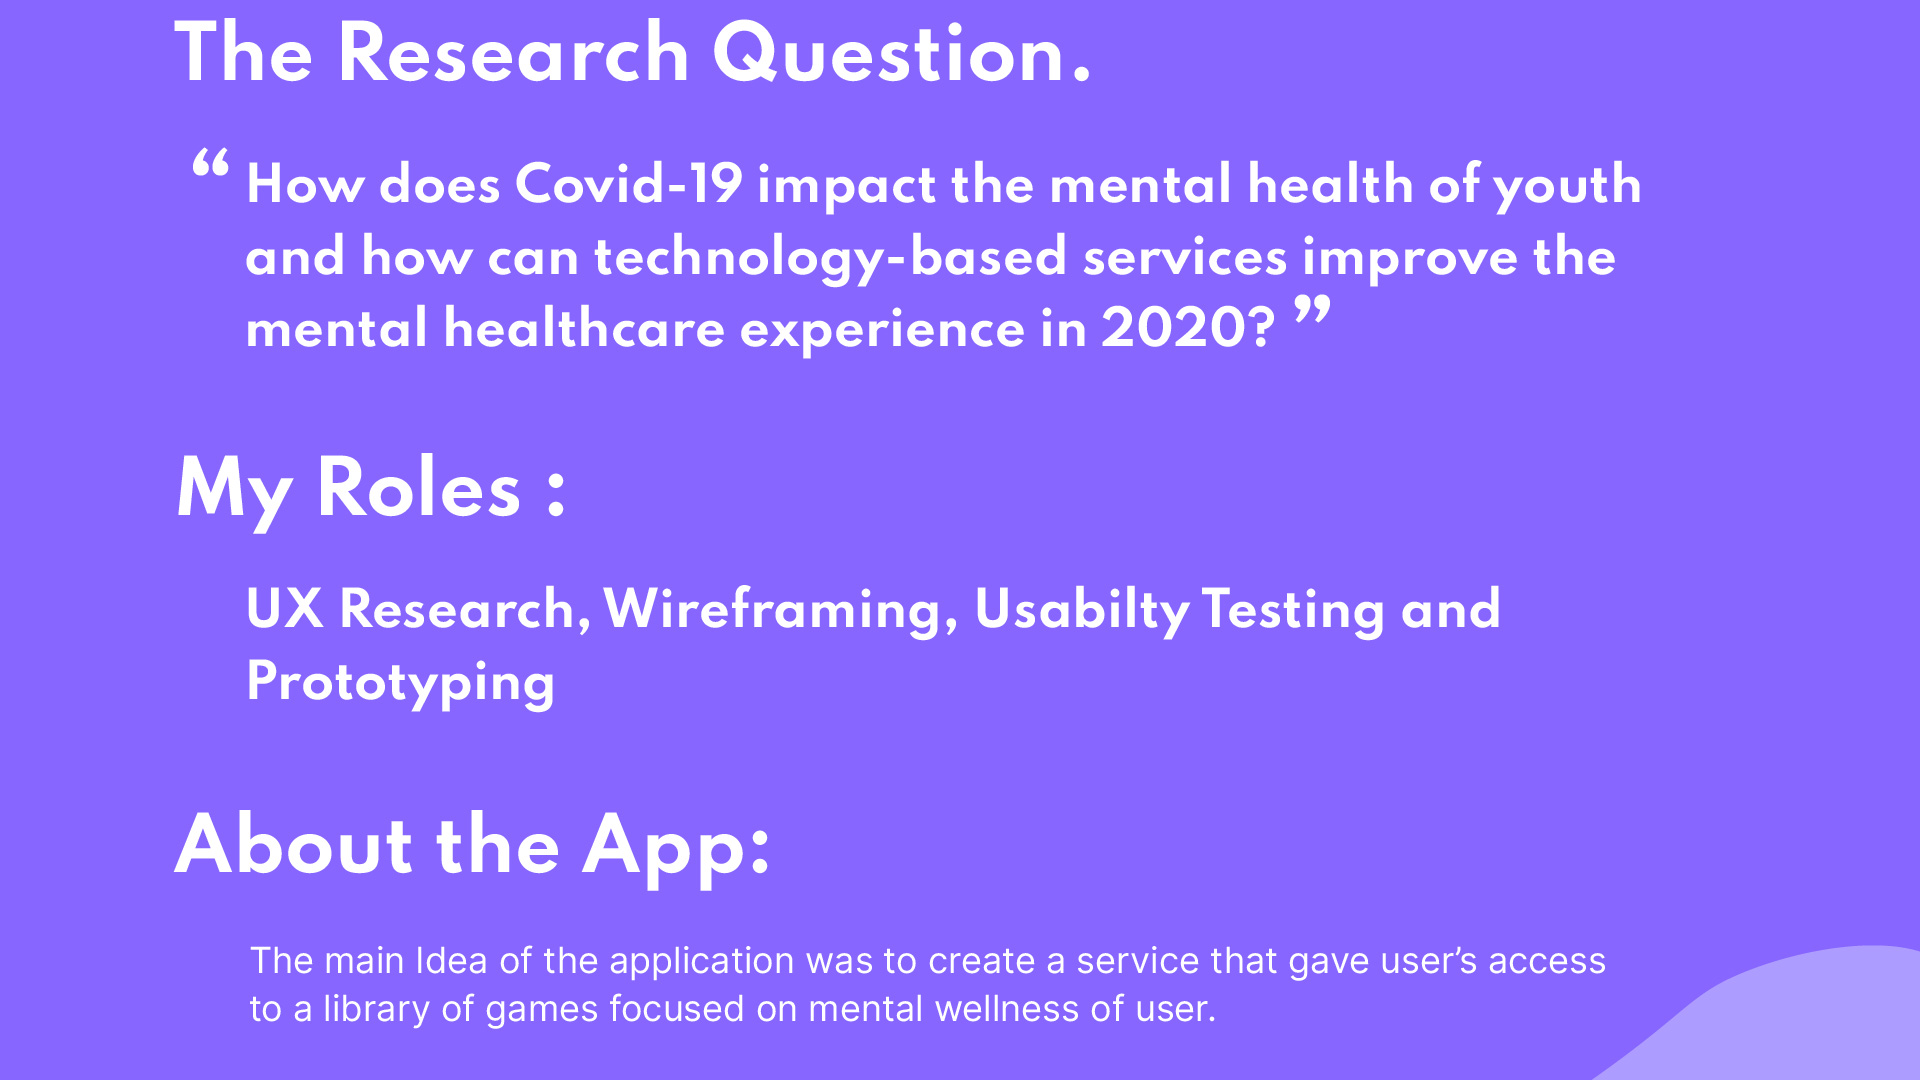 The Research Question.
“ How does Covid-19 impact the mental health of youth
and how can technology-based services improve the
mental healthcare experience in 2020? ”
My Roles :
UX Research, Wireframing, Usabilty Testing and
Prototyping
About the App:
The main Idea of the application was to create a service that gave user’s access
to a library of games focused on mental wellness of user.